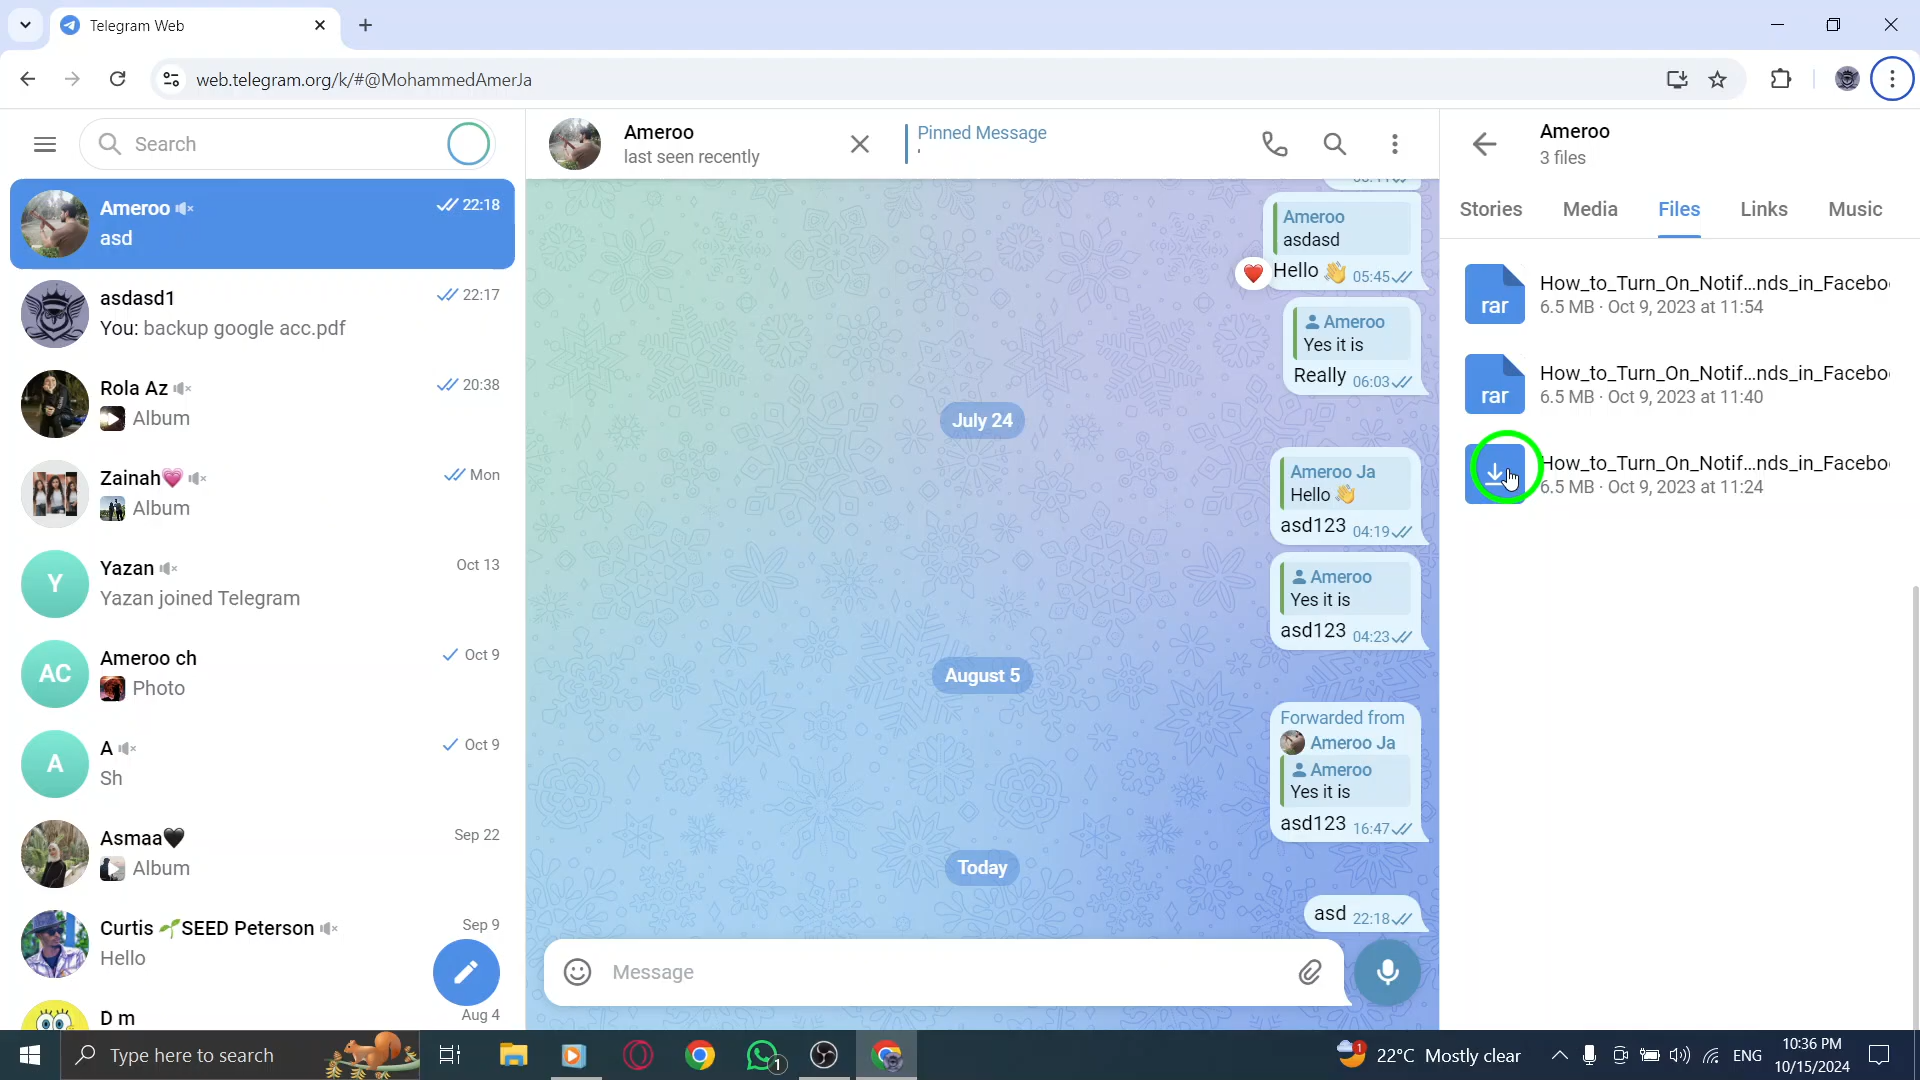 Telegram Web
web.telegram.org/k/#@MohammedAmerJa
Search
Ameroo
22:18
asd
asdasd1
22:17
You: backup google acc.pdf
Rola Az
20:38
Album
Zainah💗
Mon
Album
Yazan
Oct 13
Y
Yazan joined Telegram
Ameroo ch
Oct 9
AC
Photo
A
Oct 9
A
Sh
Asmaa🖤
Sep 22
Album
Curtis 🌱SEED Peterson
Sep 9
Hello
D m
Aug 4
Ameroo
last seen recently
Pinned Message
Ameroo
asdasd
Hello 👋 05:45
Ameroo
Yes it is
Really 06:03
July 24
Ameroo Ja
Hello 👋
asd123 04:19
Ameroo
Yes it is
asd123 04:23
August 5
Forwarded from
Ameroo Ja
Ameroo
Yes it is
asd123 16:47
Today
asd 22:18
Message
Ameroo
3 files
Stories Media Files Links Music
rar
How_to_Turn_On_Notif...nds_in_Facebo
6.5 MB · Oct 9, 2023 at 11:54
rar
How_to_Turn_On_Notif...nds_in_Facebo
6.5 MB · Oct 9, 2023 at 11:40
How_to_Turn_On_Notif...nds_in_Facebo
6.5 MB · Oct 9, 2023 at 11:24
Type here to search
1
1
22°C Mostly clear
ENG
10:36 PM
10/15/2024